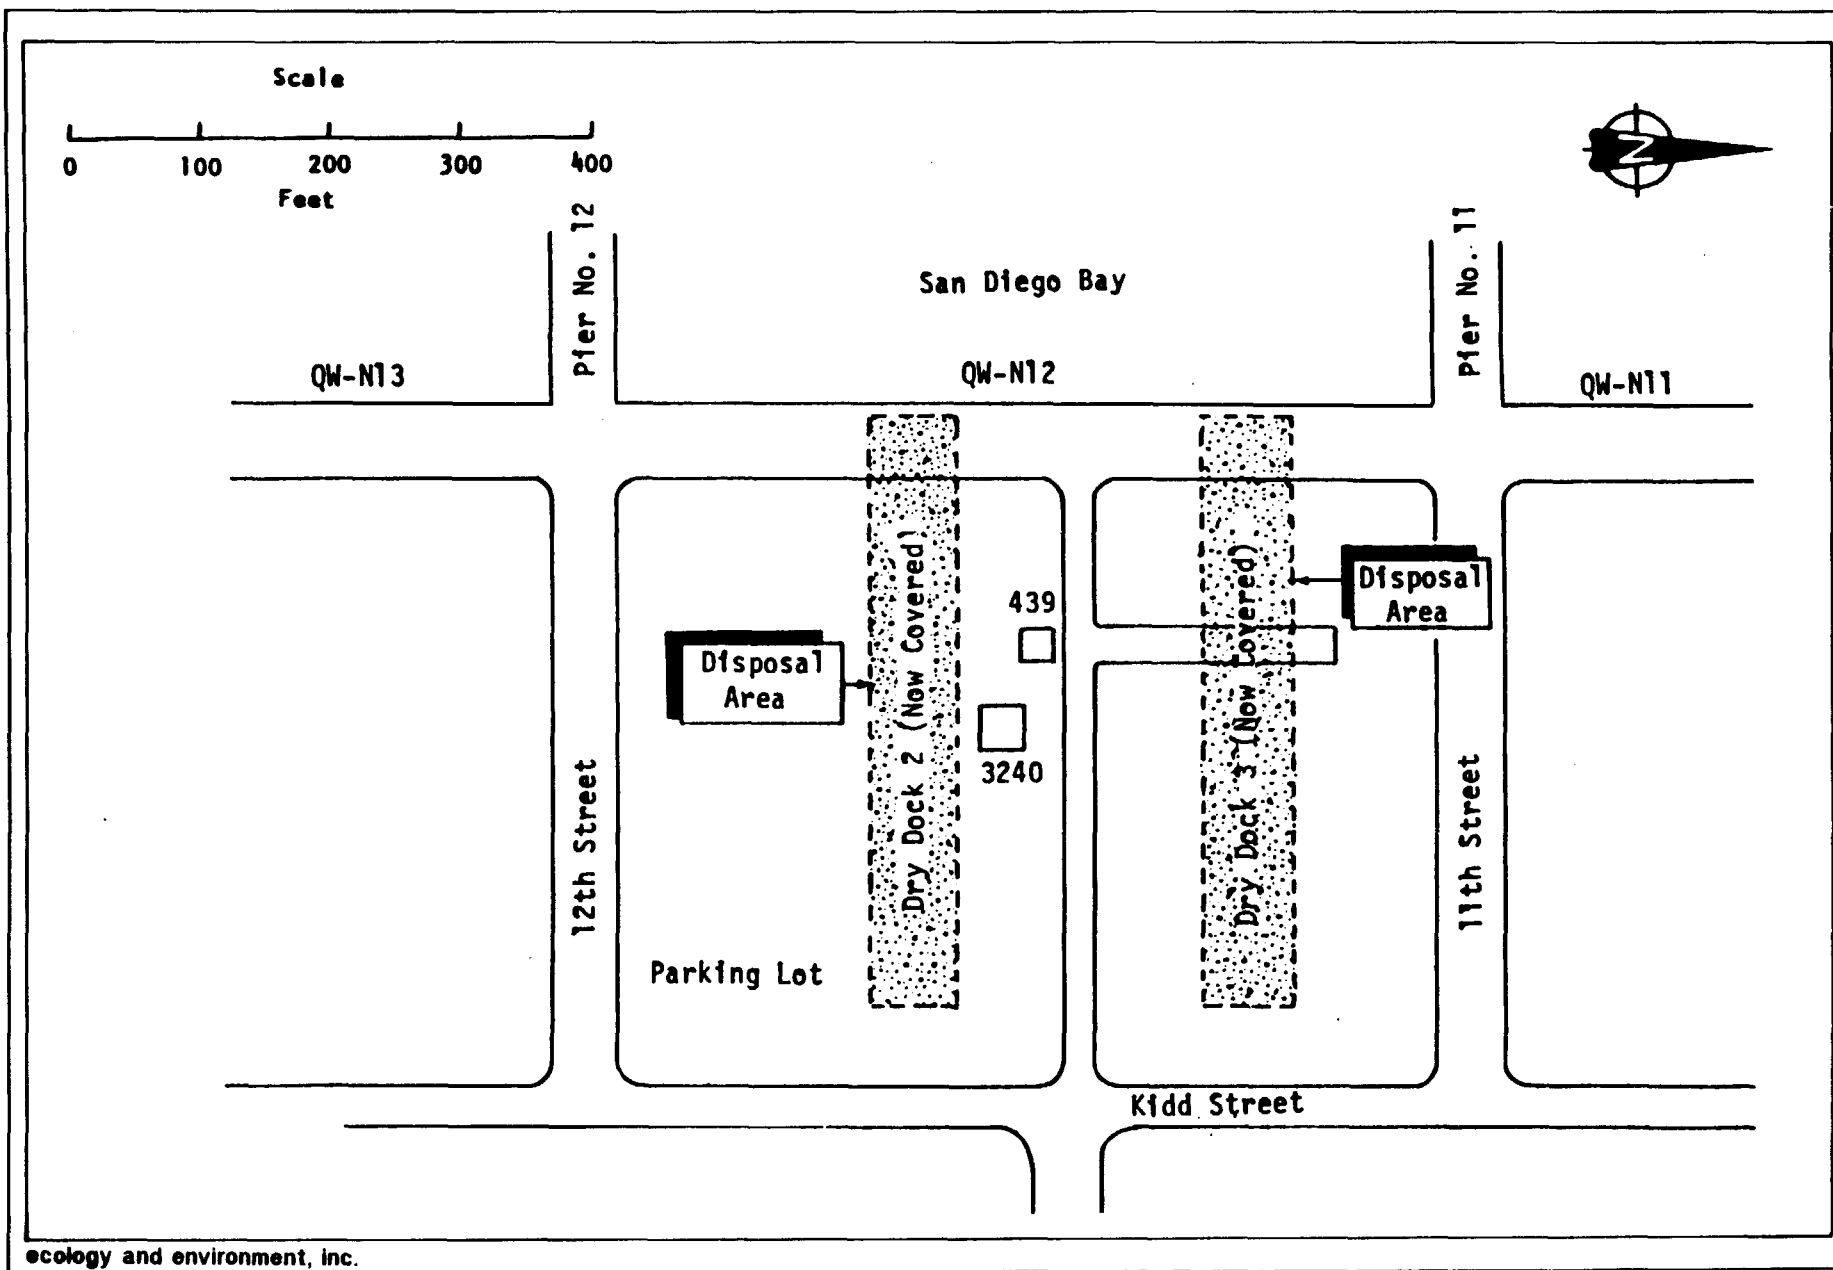 Scale
0 100 200 300 400
Feet
N
Pier No. 12
San Diego Bay
Pier No. 11
QW-N13
QW-N12
QW-N11
Dry Dock 2 (Now Covered)
Dry Dock 3 (Now Covered)
Disposal
Area
439
Disposal
Area
3240
12th Street
11th Street
Parking Lot
Kidd Street
ecology and environment, inc.